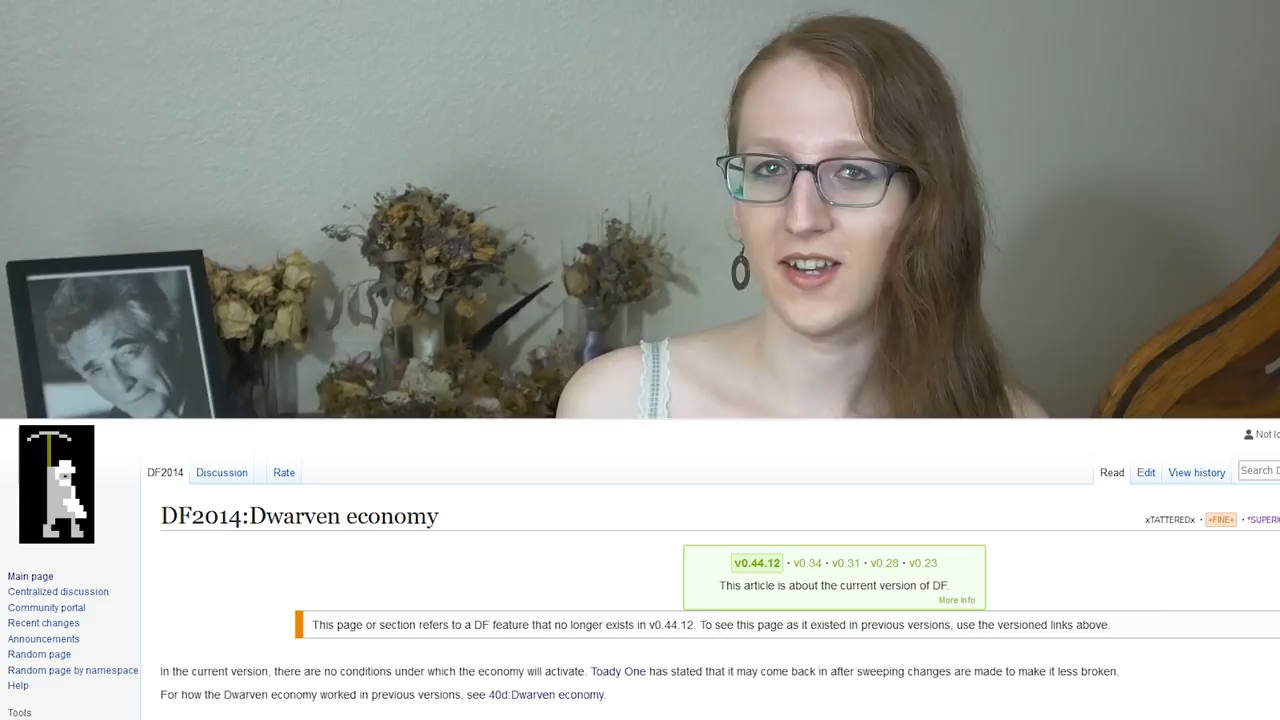 Not lo
DF2014 Discussion Rate Read Edit View history Search D
DF2014:Dwarven economy
xTATTEREDx · +FINE+ · *SUPERI
v0.44.12 · v0.34 · v0.31 · v0.28 · v0.23
This article is about the current version of DF.
More Info
This page or section refers to a DF feature that no longer exists in v0.44.12. To see this page as it existed in previous versions, use the versioned links above.
Main page
Centralized discussion
Community portal
Recent changes
Announcements
Random page
Random page by namespace
Help
Tools
In the current version, there are no conditions under which the economy will activate. Toady One has stated that it may come back in after sweeping changes are made to make it less broken.
For how the Dwarven economy worked in previous versions, see 40d:Dwarven economy.